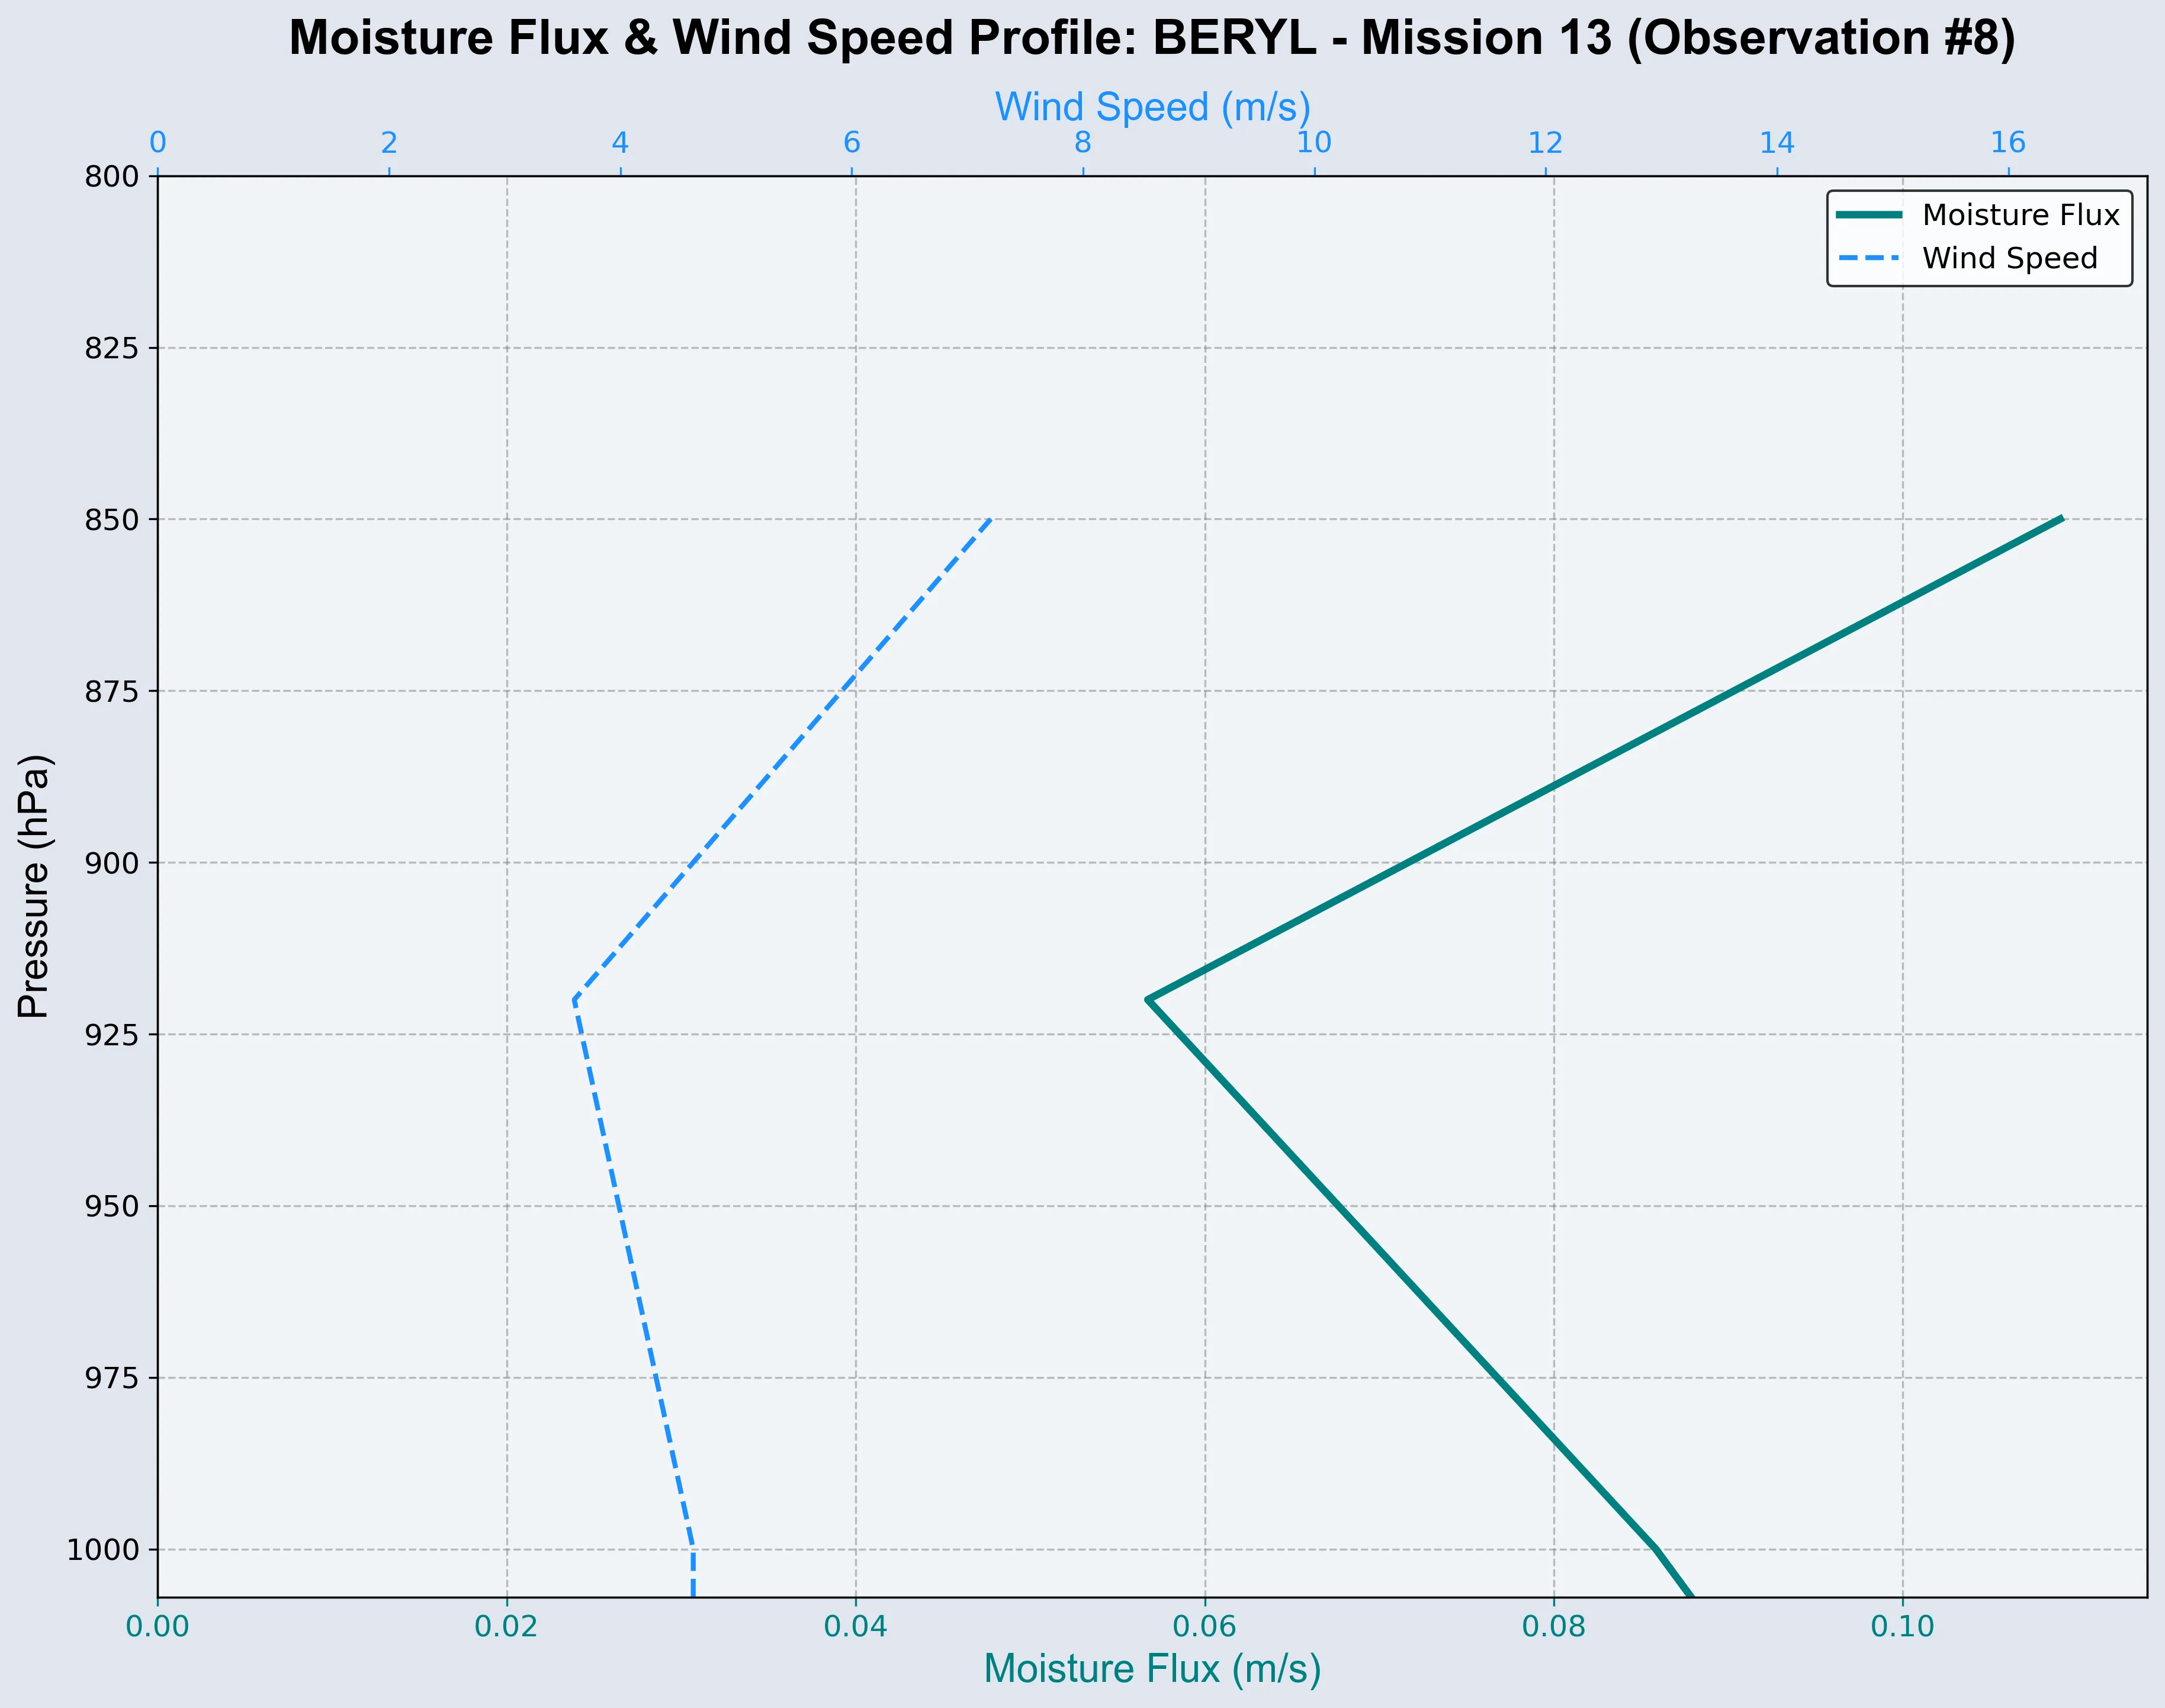 Moisture Flux & Wind Speed Profile: BERYL - Mission 13 (Observation #8)
Wind Speed (m/s)
0 2 4 6 8 10 12 14 16
Moisture Flux
Wind Speed
Pressure (hPa)
800
825
850
875
900
925
950
975
1000
0.00 0.02 0.04 0.06 0.08 0.10
Moisture Flux (m/s)